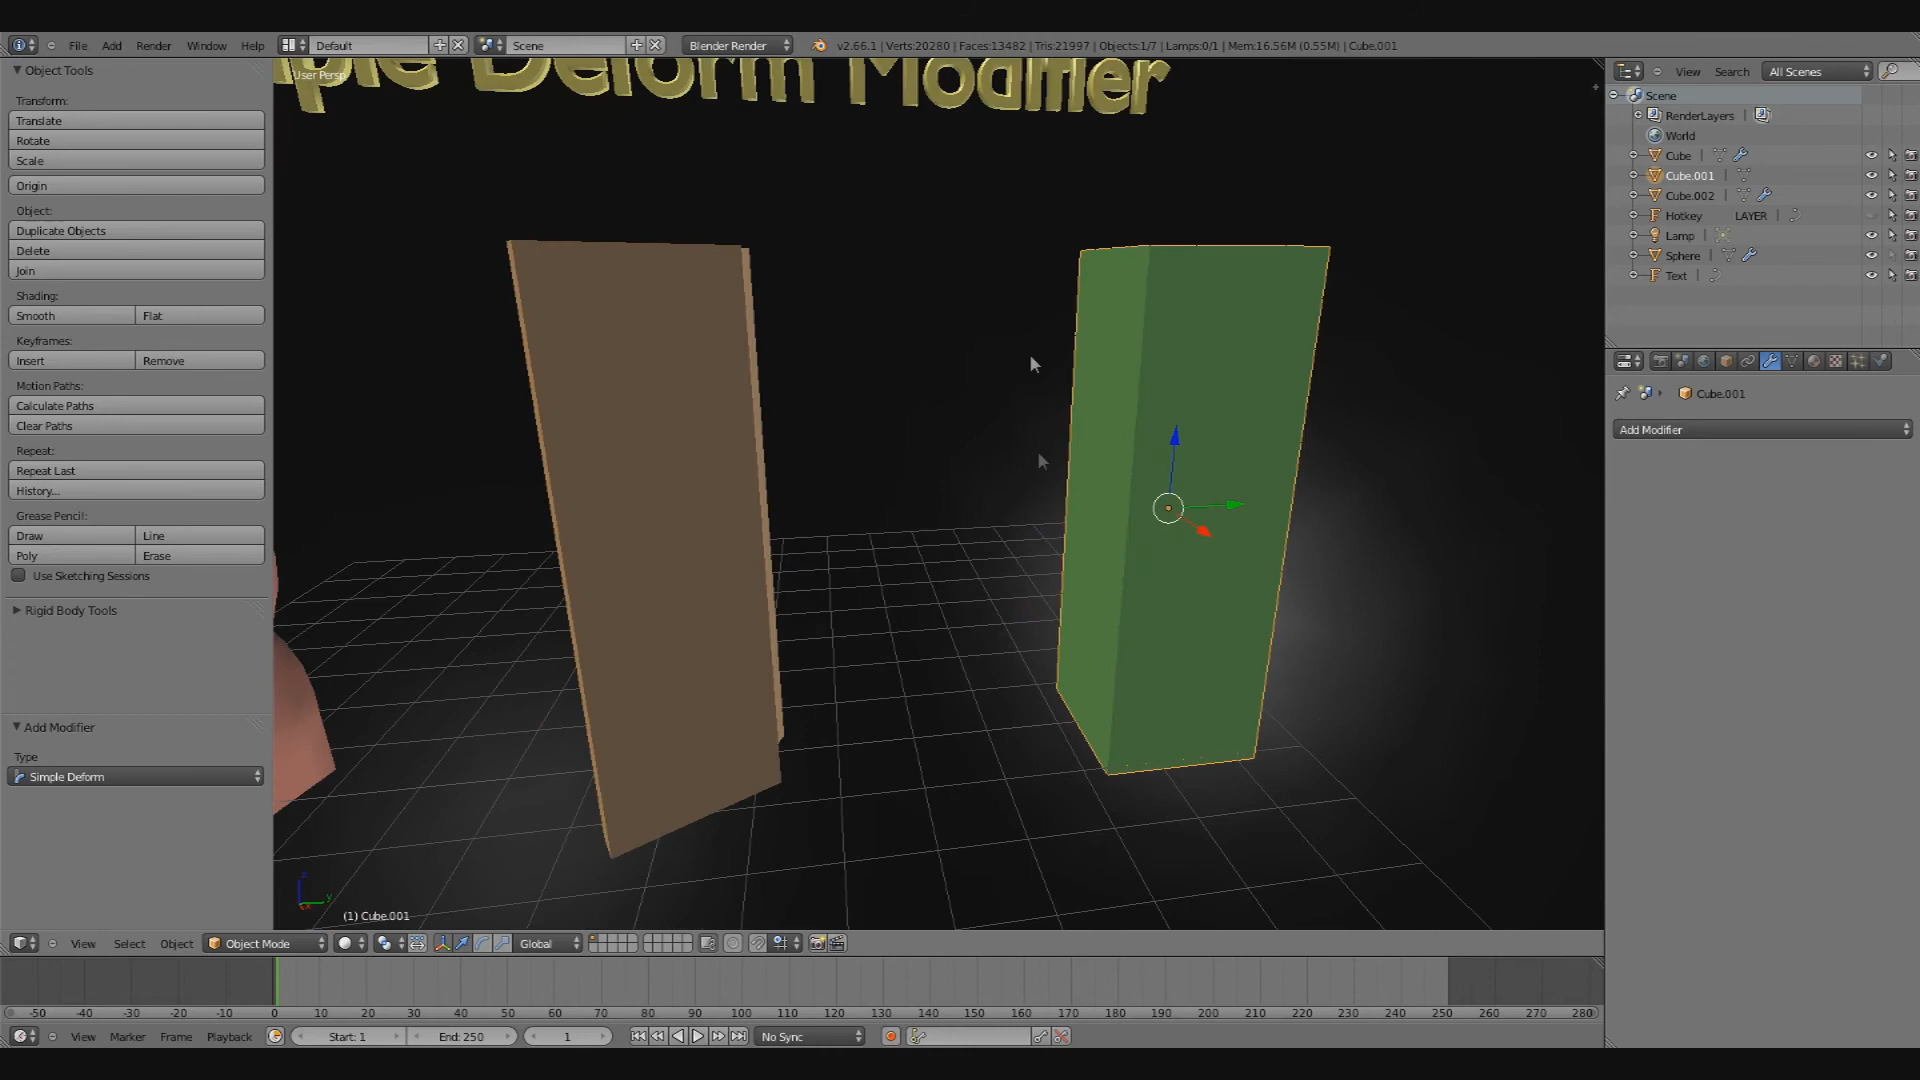 File Add Render Window Help Default Scene Blender Render v2.66.1 | Verts:20280 | Faces:13482 | Tris:21997 | Objects:1/7 | Lamps:0/1 | Mem:16.56M (0.55M) | Cube.001
Object Tools
Transform:
Translate
Rotate
Scale
Origin
Object:
Duplicate Objects
Delete
Join
Shading:
Smooth Flat
Keyframes:
Insert Remove
Motion Paths:
Calculate Paths
Clear Paths
Repeat:
Repeat Last
History...
Grease Pencil:
Draw Line
Poly Erase
Use Sketching Sessions
Rigid Body Tools
Add Modifier
Type
Simple Deform
User Persp
ple Deform Modifier
(1) Cube.001
View Search All Scenes
Scene
RenderLayers |
World
Cube |
Cube.001 |
Cube.002 |
Hotkey LAYER |
Lamp |
Sphere |
Text |
Cube.001
Add Modifier
View Select Object Object Mode Global
-50 -40 -30 -20 -10 0 10 20 30 40 50 60 70 80 90 100 110 120 130 140 150 160 170 180 190 200 210 220 230 240 250 260 270 280
View Marker Frame Playback Start: 1 End: 250 1 No Sync